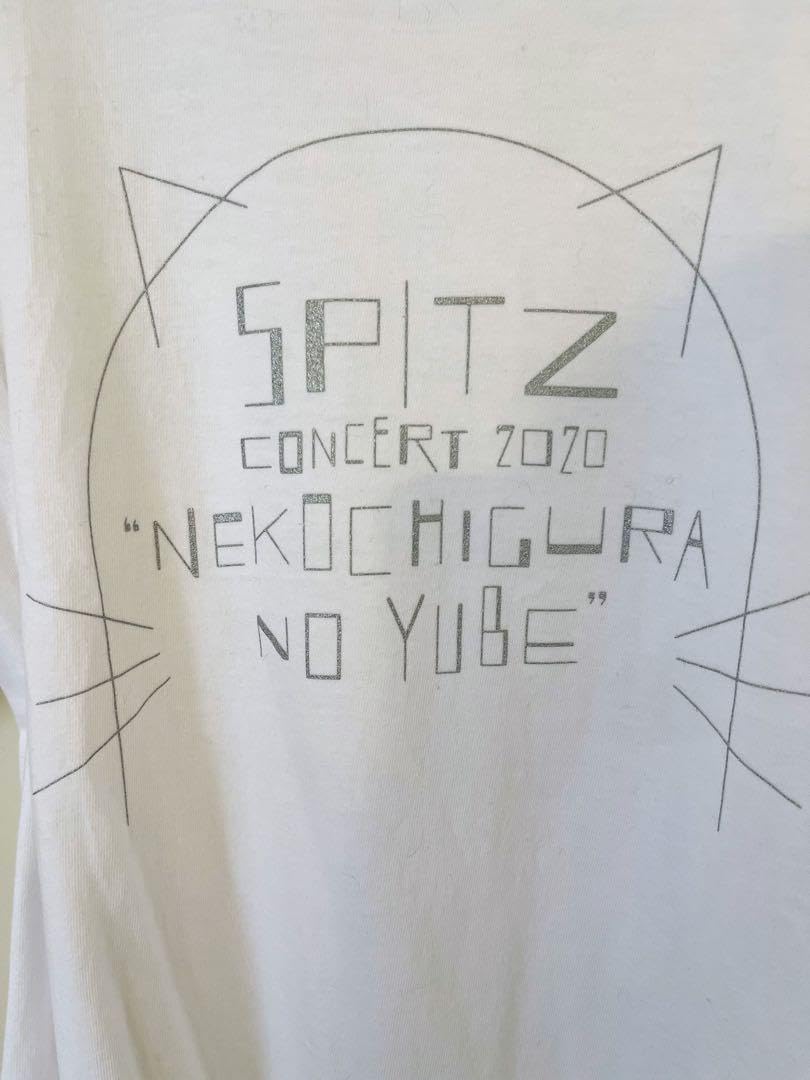 SPITZ
CONCERT 2020
“NEKOCHIGURA
NO YUBE”